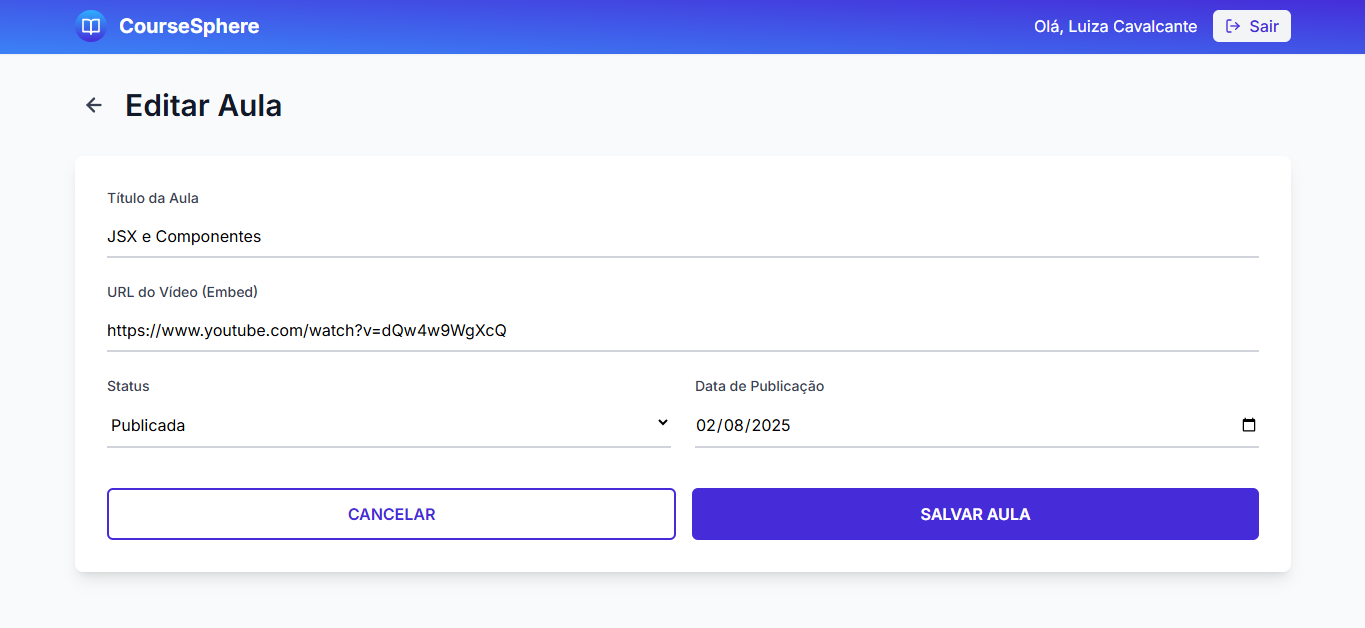 CourseSphere
Olá, Luiza Cavalcante
Sair
Editar Aula
Título da Aula
JSX e Componentes
URL do Vídeo (Embed)
https://www.youtube.com/watch?v=dQw4w9WgXcQ
Status
Data de Publicação
Publicada
02/08/2025
CANCELAR
SALVAR AULA